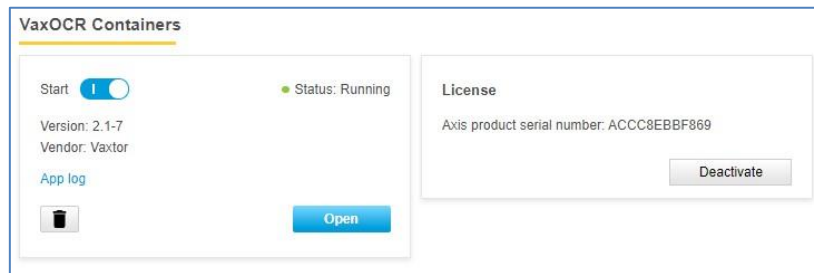 VaxOCR Containers
Start
Status: Running
Version: 2.1-7
Vendor: Vaxtor
App log
Open
License
Axis product serial number: ACCC8EBBF869
Deactivate